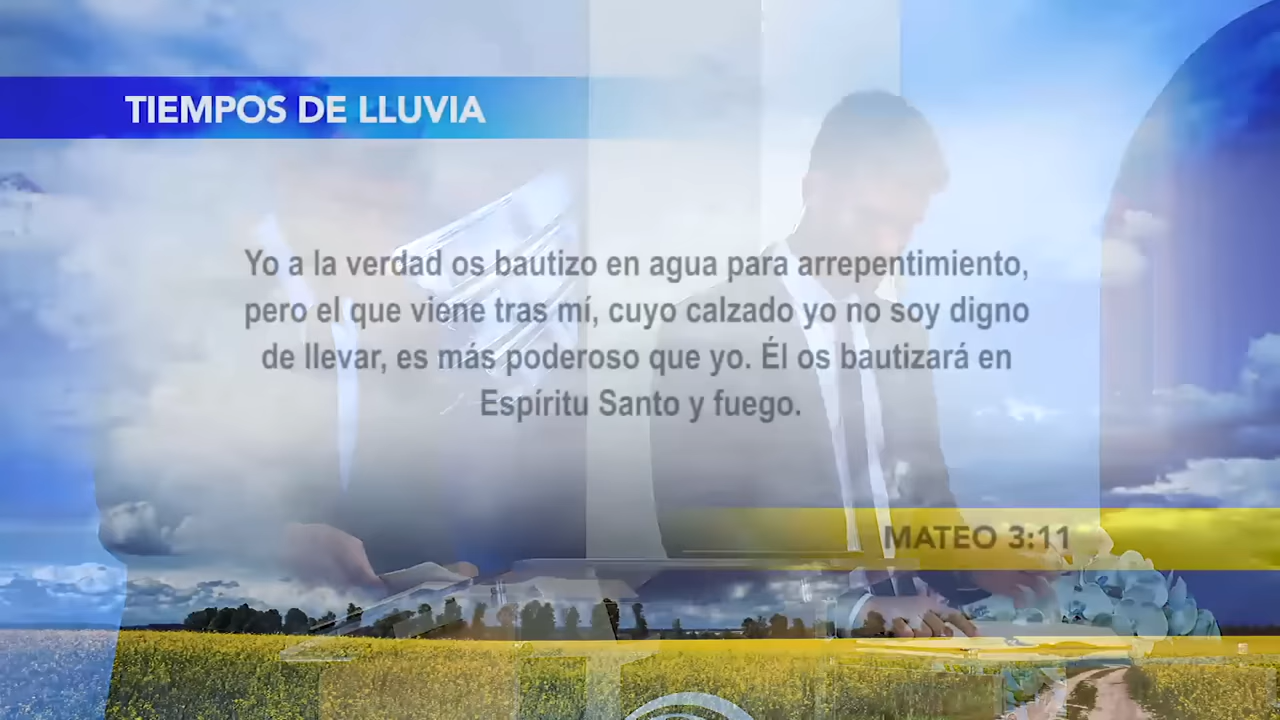 TIEMPOS DE LLUVIA
Yo a la verdad os bautizo en agua para arrepentimiento,
pero el que viene tras mí, cuyo calzado yo no soy digno
de llevar, es más poderoso que yo. Él os bautizará en
Espíritu Santo y fuego.
MATEO 3:11